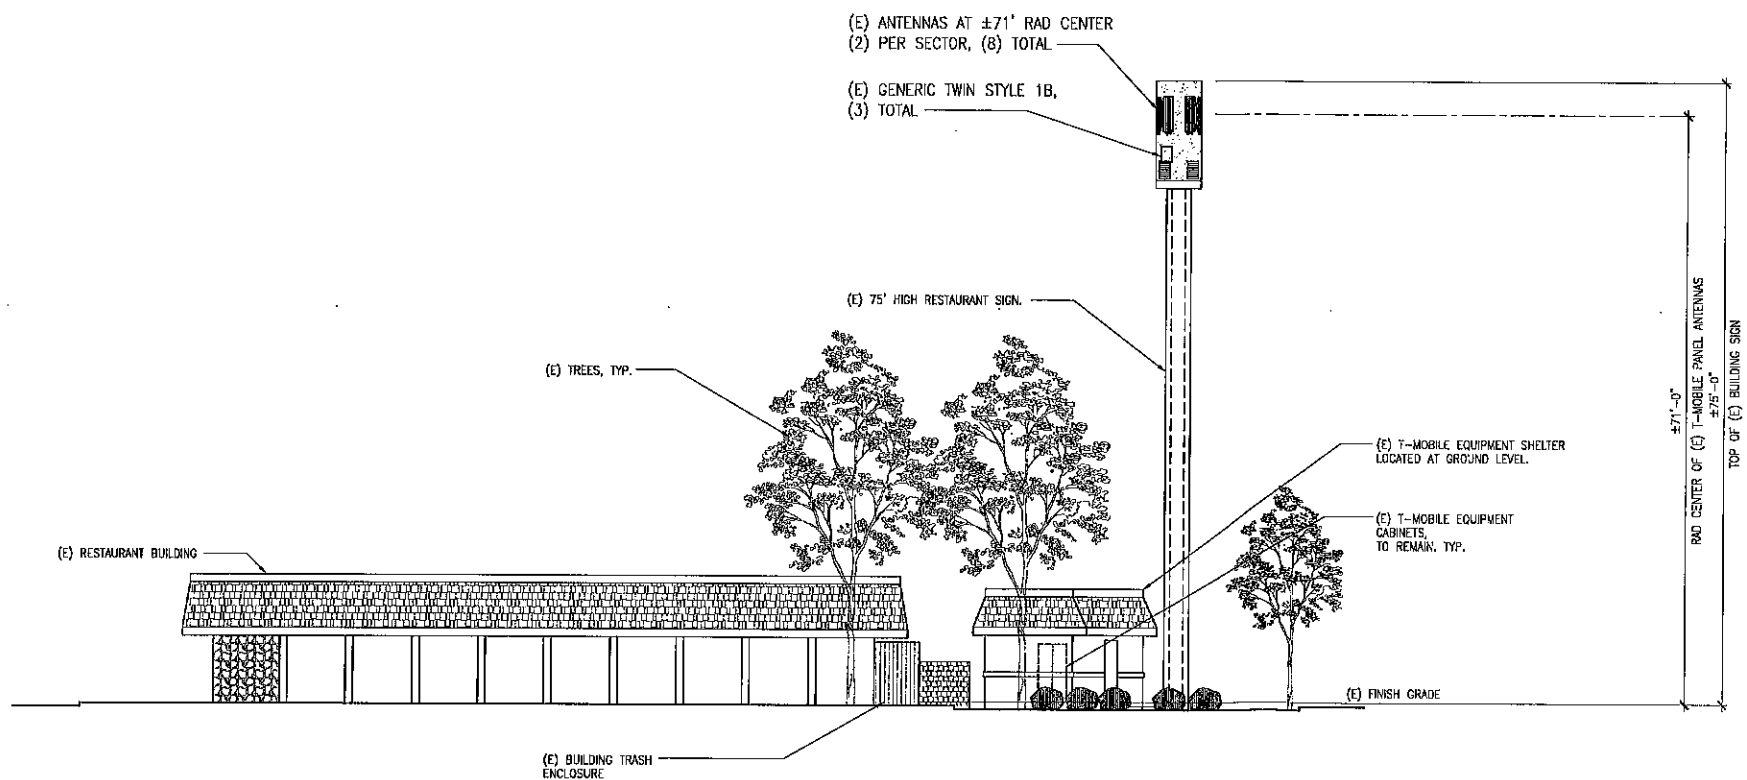 (E) ANTENNAS AT ±71' RAD CENTER
(2) PER SECTOR, (8) TOTAL
(E) GENERIC TWIN STYLE 1B,
(3) TOTAL
(E) 75' HIGH RESTAURANT SIGN.
(E) TREES, TYP.
(E) T-MOBILE EQUIPMENT SHELTER
LOCATED AT GROUND LEVEL.
(E) T-MOBILE EQUIPMENT
CABINETS,
TO REMAIN. TYP.
(E) RESTAURANT BUILDING
(E) FINISH GRADE
(E) BUILDING TRASH
ENCLOSURE
±71'-0"
RAD CENTER OF (E) T-MOBILE PANEL ANTENNAS
±75'-0"
TOP OF (E) BUILDING SIGN